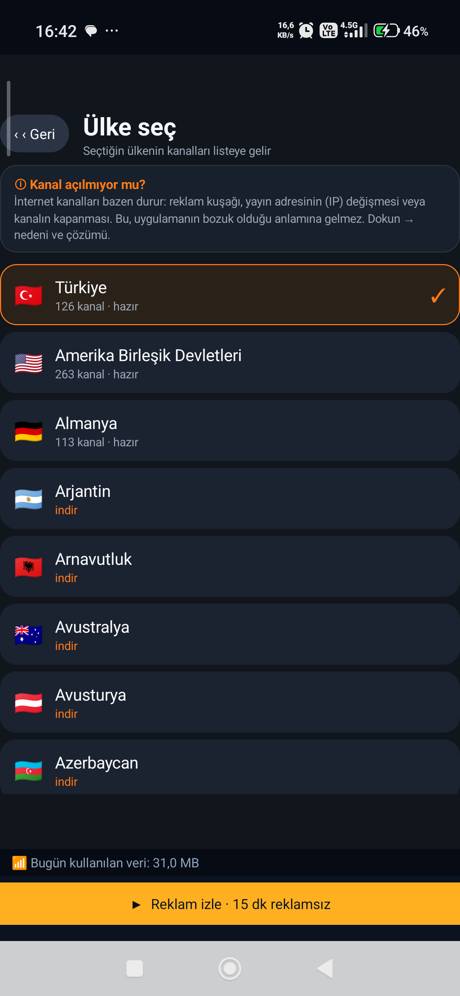 16:42
16,6
KB/s
Vo
LTE
4.5G
46%
‹ ‹ Geri
Ülke seç
Seçtiğin ülkenin kanalları listeye gelir
Kanal açılmıyor mu?
İnternet kanalları bazen durur: reklam kuşağı, yayın adresinin (IP) değişmesi veya
kanalın kapanması. Bu, uygulamanın bozuk olduğu anlamına gelmez. Dokun →
nedeni ve çözümü.
Türkiye
126 kanal · hazır
Amerika Birleşik Devletleri
263 kanal · hazır
Almanya
113 kanal · hazır
Arjantin
indir
Arnavutluk
indir
Avustralya
indir
Avusturya
indir
Azerbaycan
indir
Bugün kullanılan veri: 31,0 MB
► Reklam izle · 15 dk reklamsız